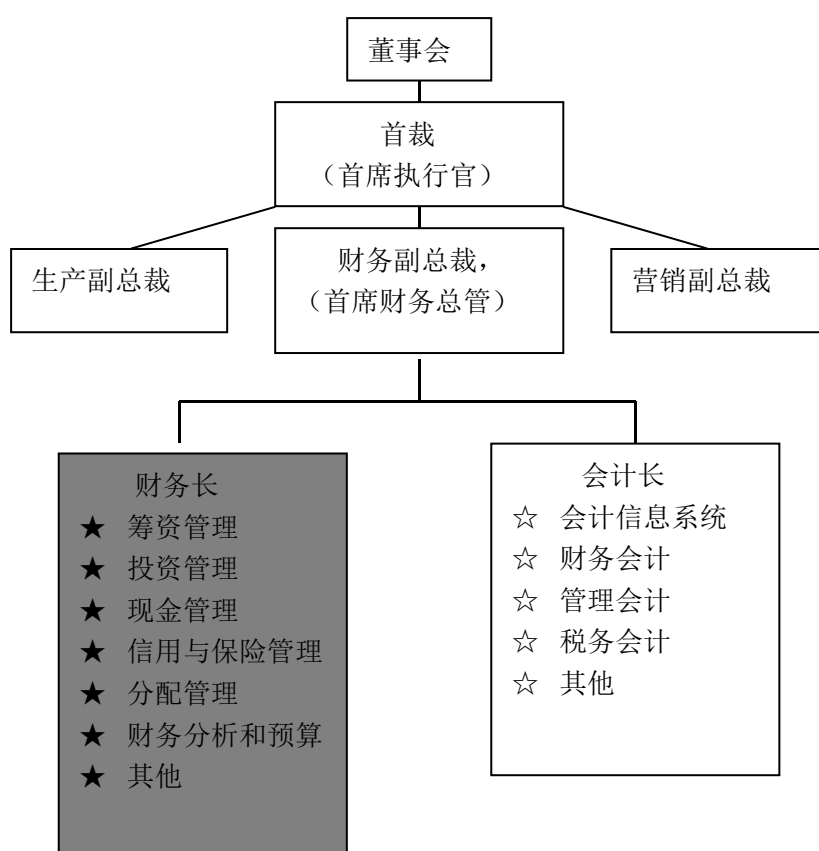 董事会
首裁
（首席执行官）
生产副总裁
财务副总裁，
（首席财务总管）
营销副总裁
财务长
★ 筹资管理
★ 投资管理
★ 现金管理
★ 信用与保险管理
★ 分配管理
★ 财务分析和预算
★ 其他
会计长
☆ 会计信息系统
☆ 财务会计
☆ 管理会计
☆ 税务会计
☆ 其他